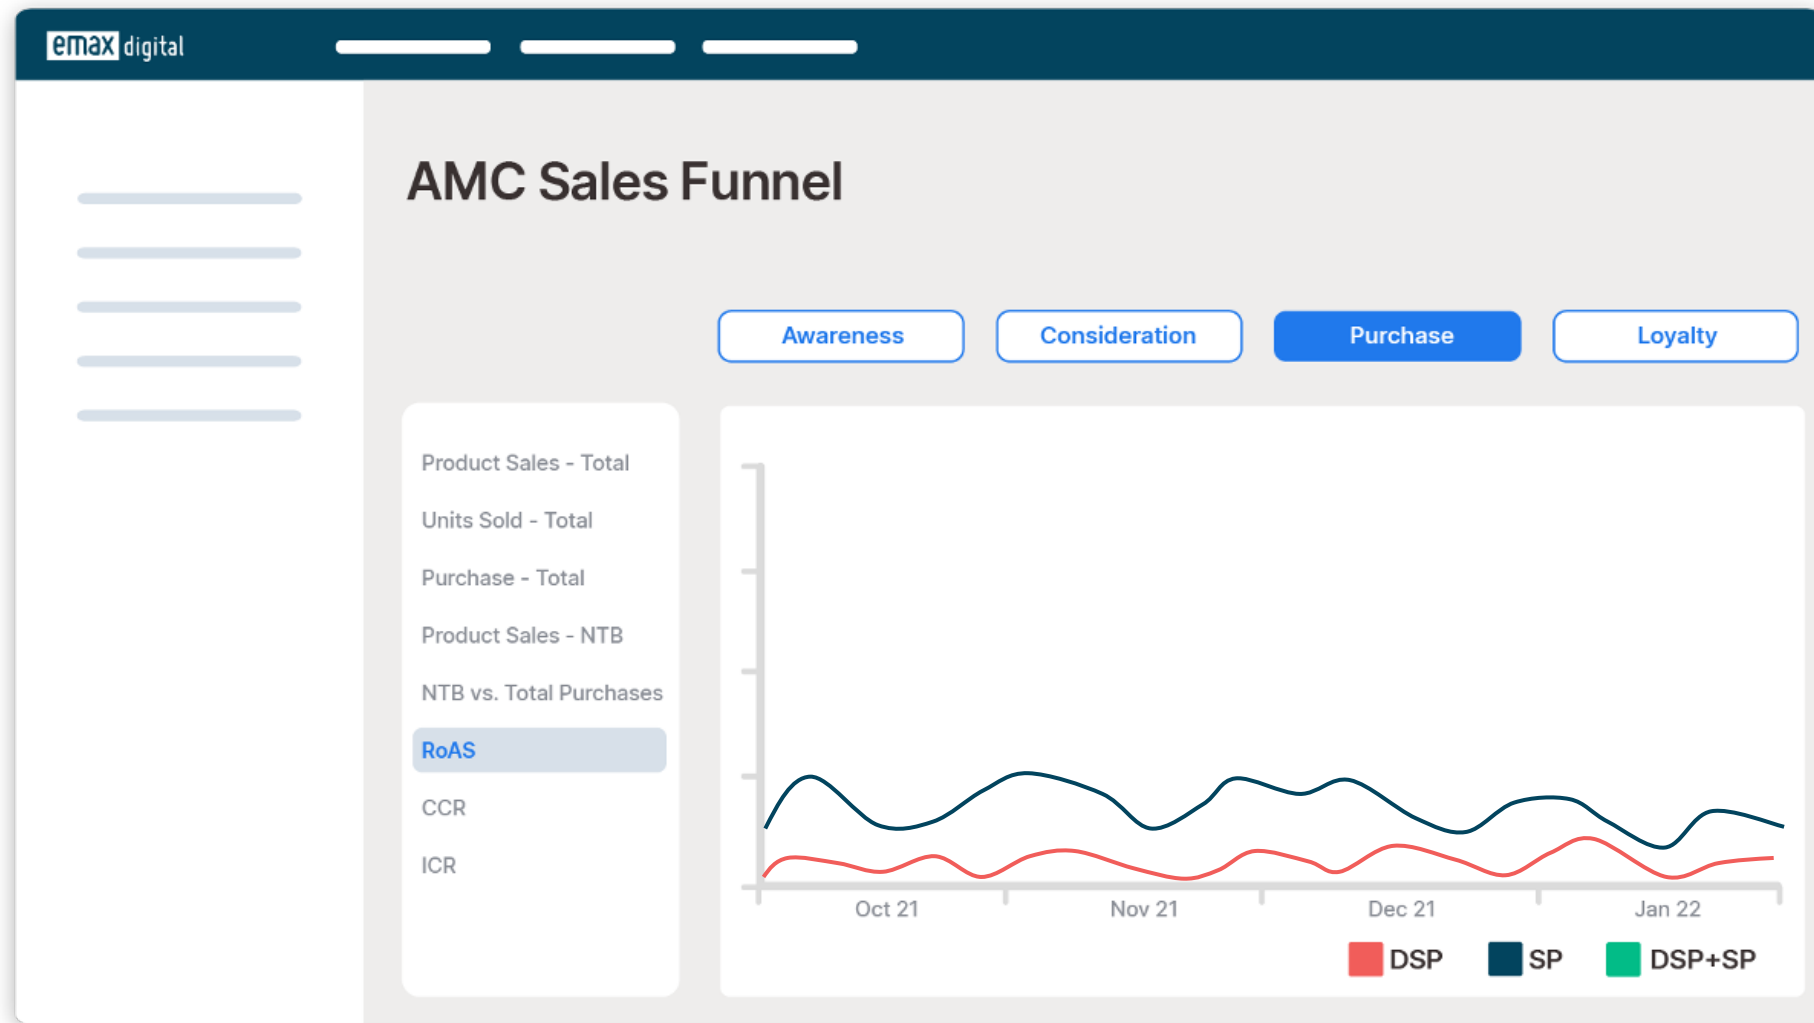 emax digital
AMC Sales Funnel
Awareness
Consideration
Purchase
Loyalty
Product Sales - Total
Units Sold - Total
Purchase - Total
Product Sales - NTB
NTB vs. Total Purchases
RoAS
CCR
ICR
Oct 21
Nov 21
Dec 21
Jan 22
DSP
SP
DSP+SP